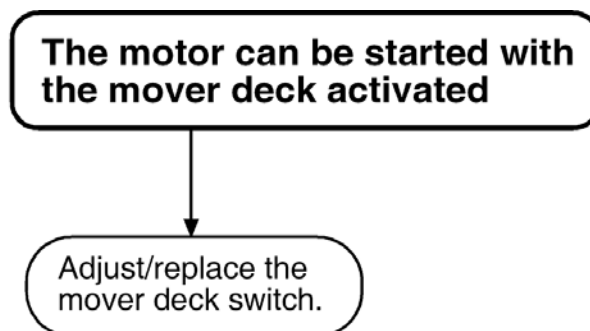 The motor can be started with
the mover deck activated
Adjust/replace the
mover deck switch.